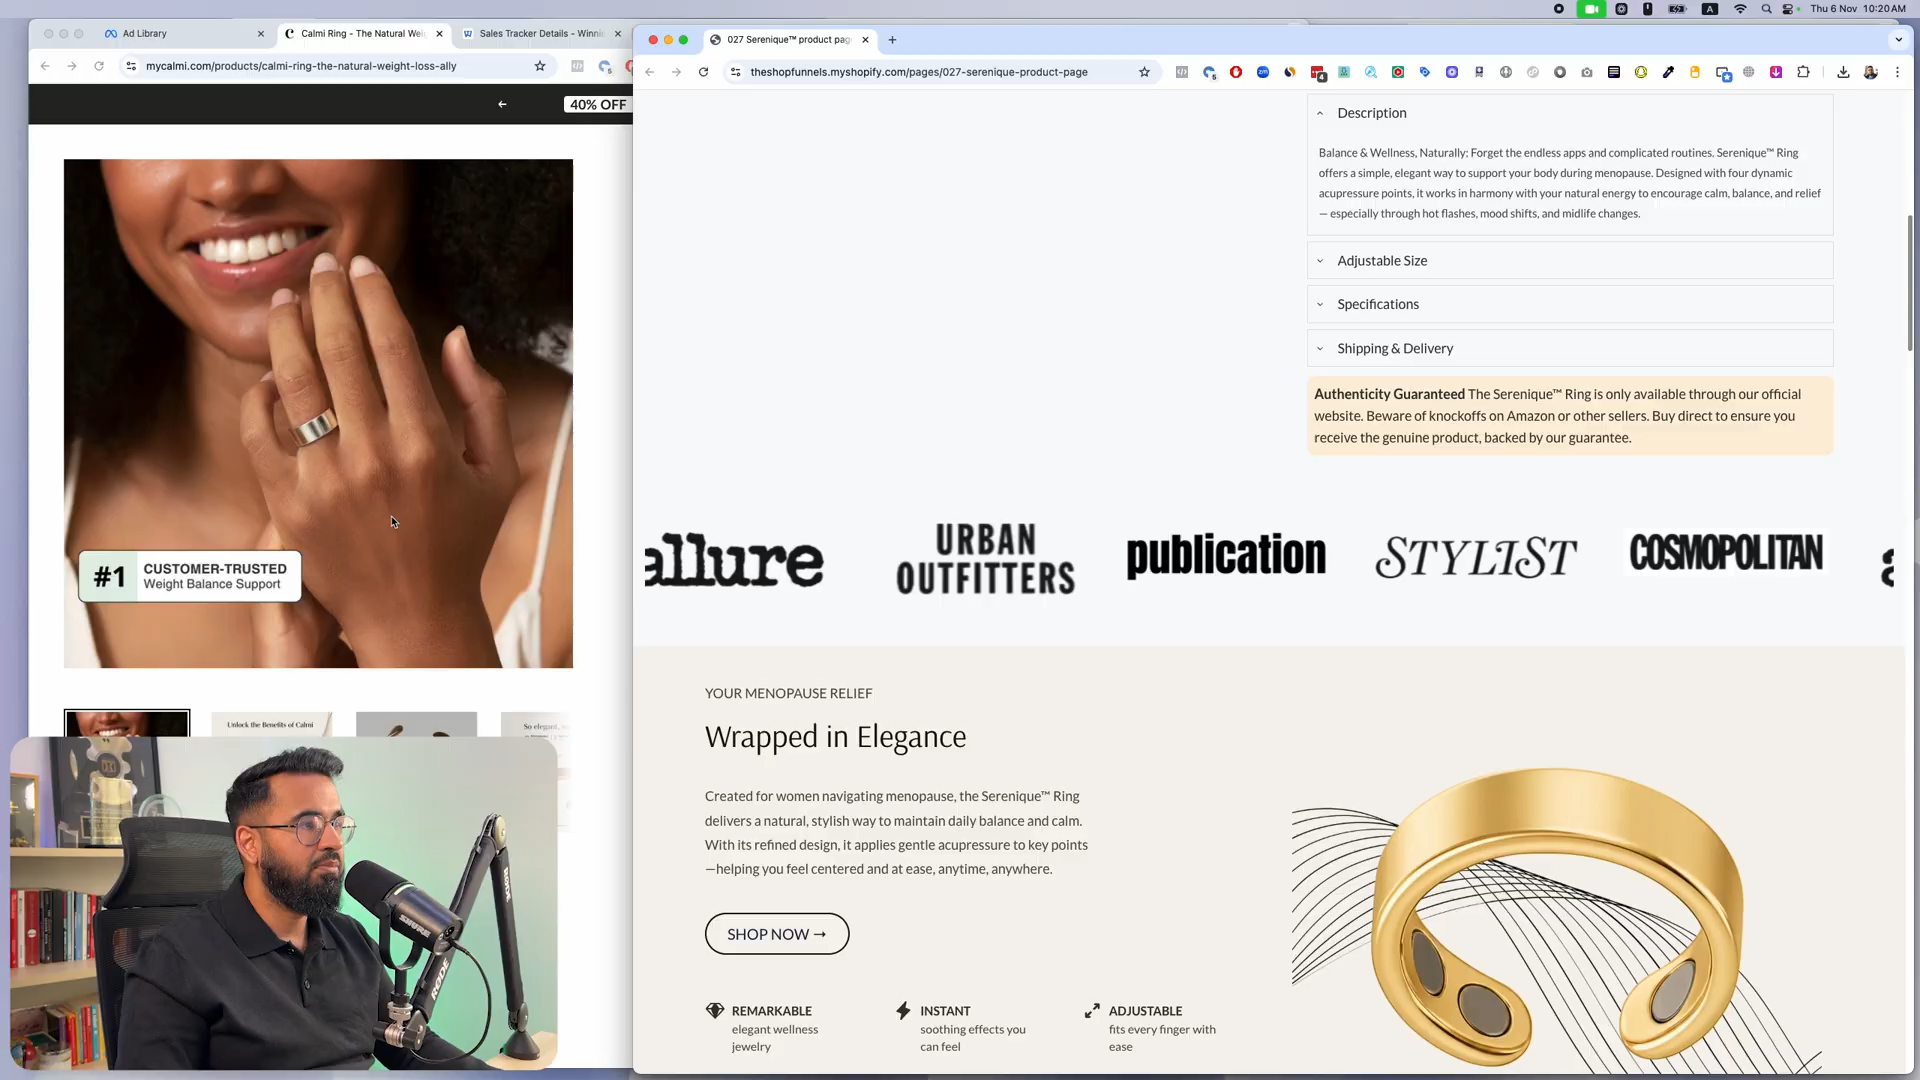 Thu 6 Nov 10:20 AM
Ad Library
Calmi Ring - The Natural Wei
Sales Tracker Details - Winni
mycalmi.com/products/calmi-ring-the-natural-weight-loss-ally
40% OFF
#1
CUSTOMER-TRUSTED
Weight Balance Support
Unlock the Benefits of Calmi
So elegant,
SHURE
RODE
RODE
027 Serenique™ product pag
theshopfunnels.myshopify.com/pages/027-serenique-product-page
Description
Balance & Wellness, Naturally: Forget the endless apps and complicated routines. Serenique™ Ring
offers a simple, elegant way to support your body during menopause. Designed with four dynamic
acupressure points, it works in harmony with your natural energy to encourage calm, balance, and relief
— especially through hot flashes, mood shifts, and midlife changes.
Adjustable Size
Specifications
Shipping & Delivery
Authenticity Guaranteed The Serenique™ Ring is only available through our official
website. Beware of knockoffs on Amazon or other sellers. Buy direct to ensure you
receive the genuine product, backed by our guarantee.
allure
URBAN
OUTFITTERS
publication
STYLIST
COSMOPOLITAN
YOUR MENOPAUSE RELIEF
Wrapped in Elegance
Created for women navigating menopause, the Serenique™ Ring
delivers a natural, stylish way to maintain daily balance and calm.
With its refined design, it applies gentle acupressure to key points
—helping you feel centered and at ease, anytime, anywhere.
SHOP NOW →
REMARKABLE
elegant wellness
jewelry
INSTANT
soothing effects you
can feel
ADJUSTABLE
fits every finger with
ease